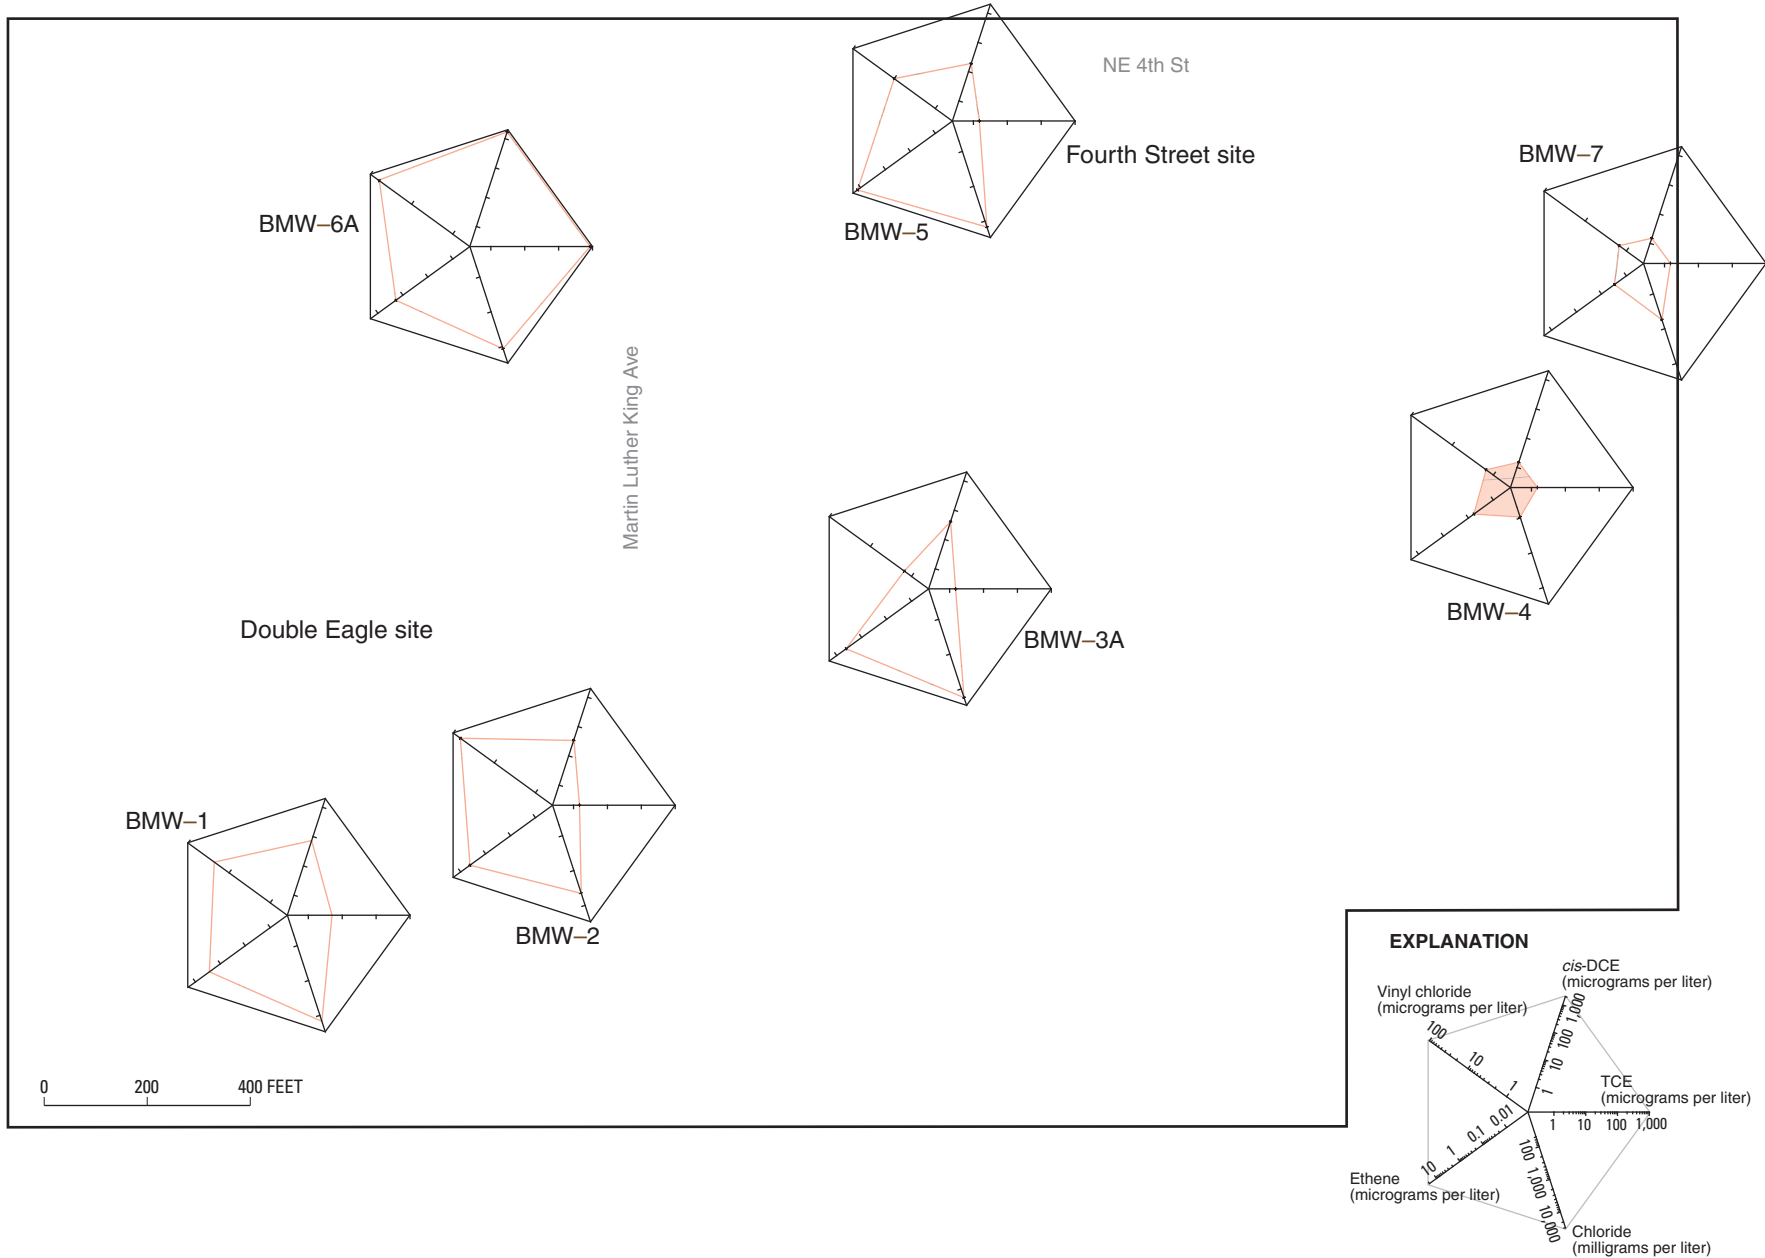 NE 4th St
Fourth Street site
BMW–7
BMW–6A
BMW–5
Martin Luther King Ave
BMW–4
Double Eagle site
BMW–3A
BMW–1
BMW–2
0 200 400 FEET
EXPLANATION
cis-DCE
(micrograms per liter)
Vinyl chloride
(micrograms per liter)
100
10
1
1,000
100
10
1
TCE
(micrograms per liter)
1 10 100 1,000
0.01
0.1
1
10
Ethene
(micrograms per liter)
100
1,000
10,000
Chloride
(milligrams per liter)